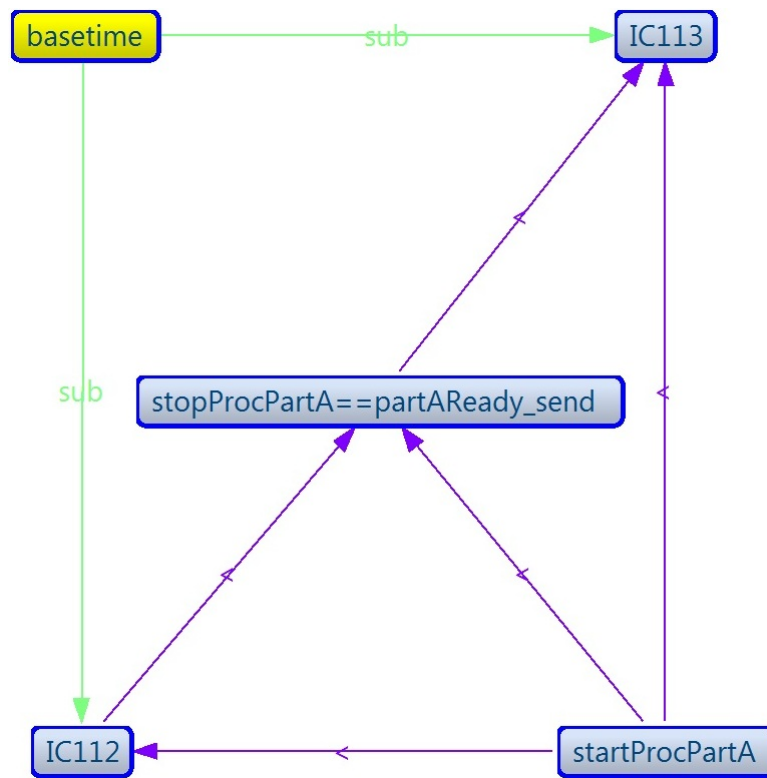 basetime
sub
IC113
<
sub
stopProcPartA==partAReady_send
<
<
<
IC112
<
startProcPartA